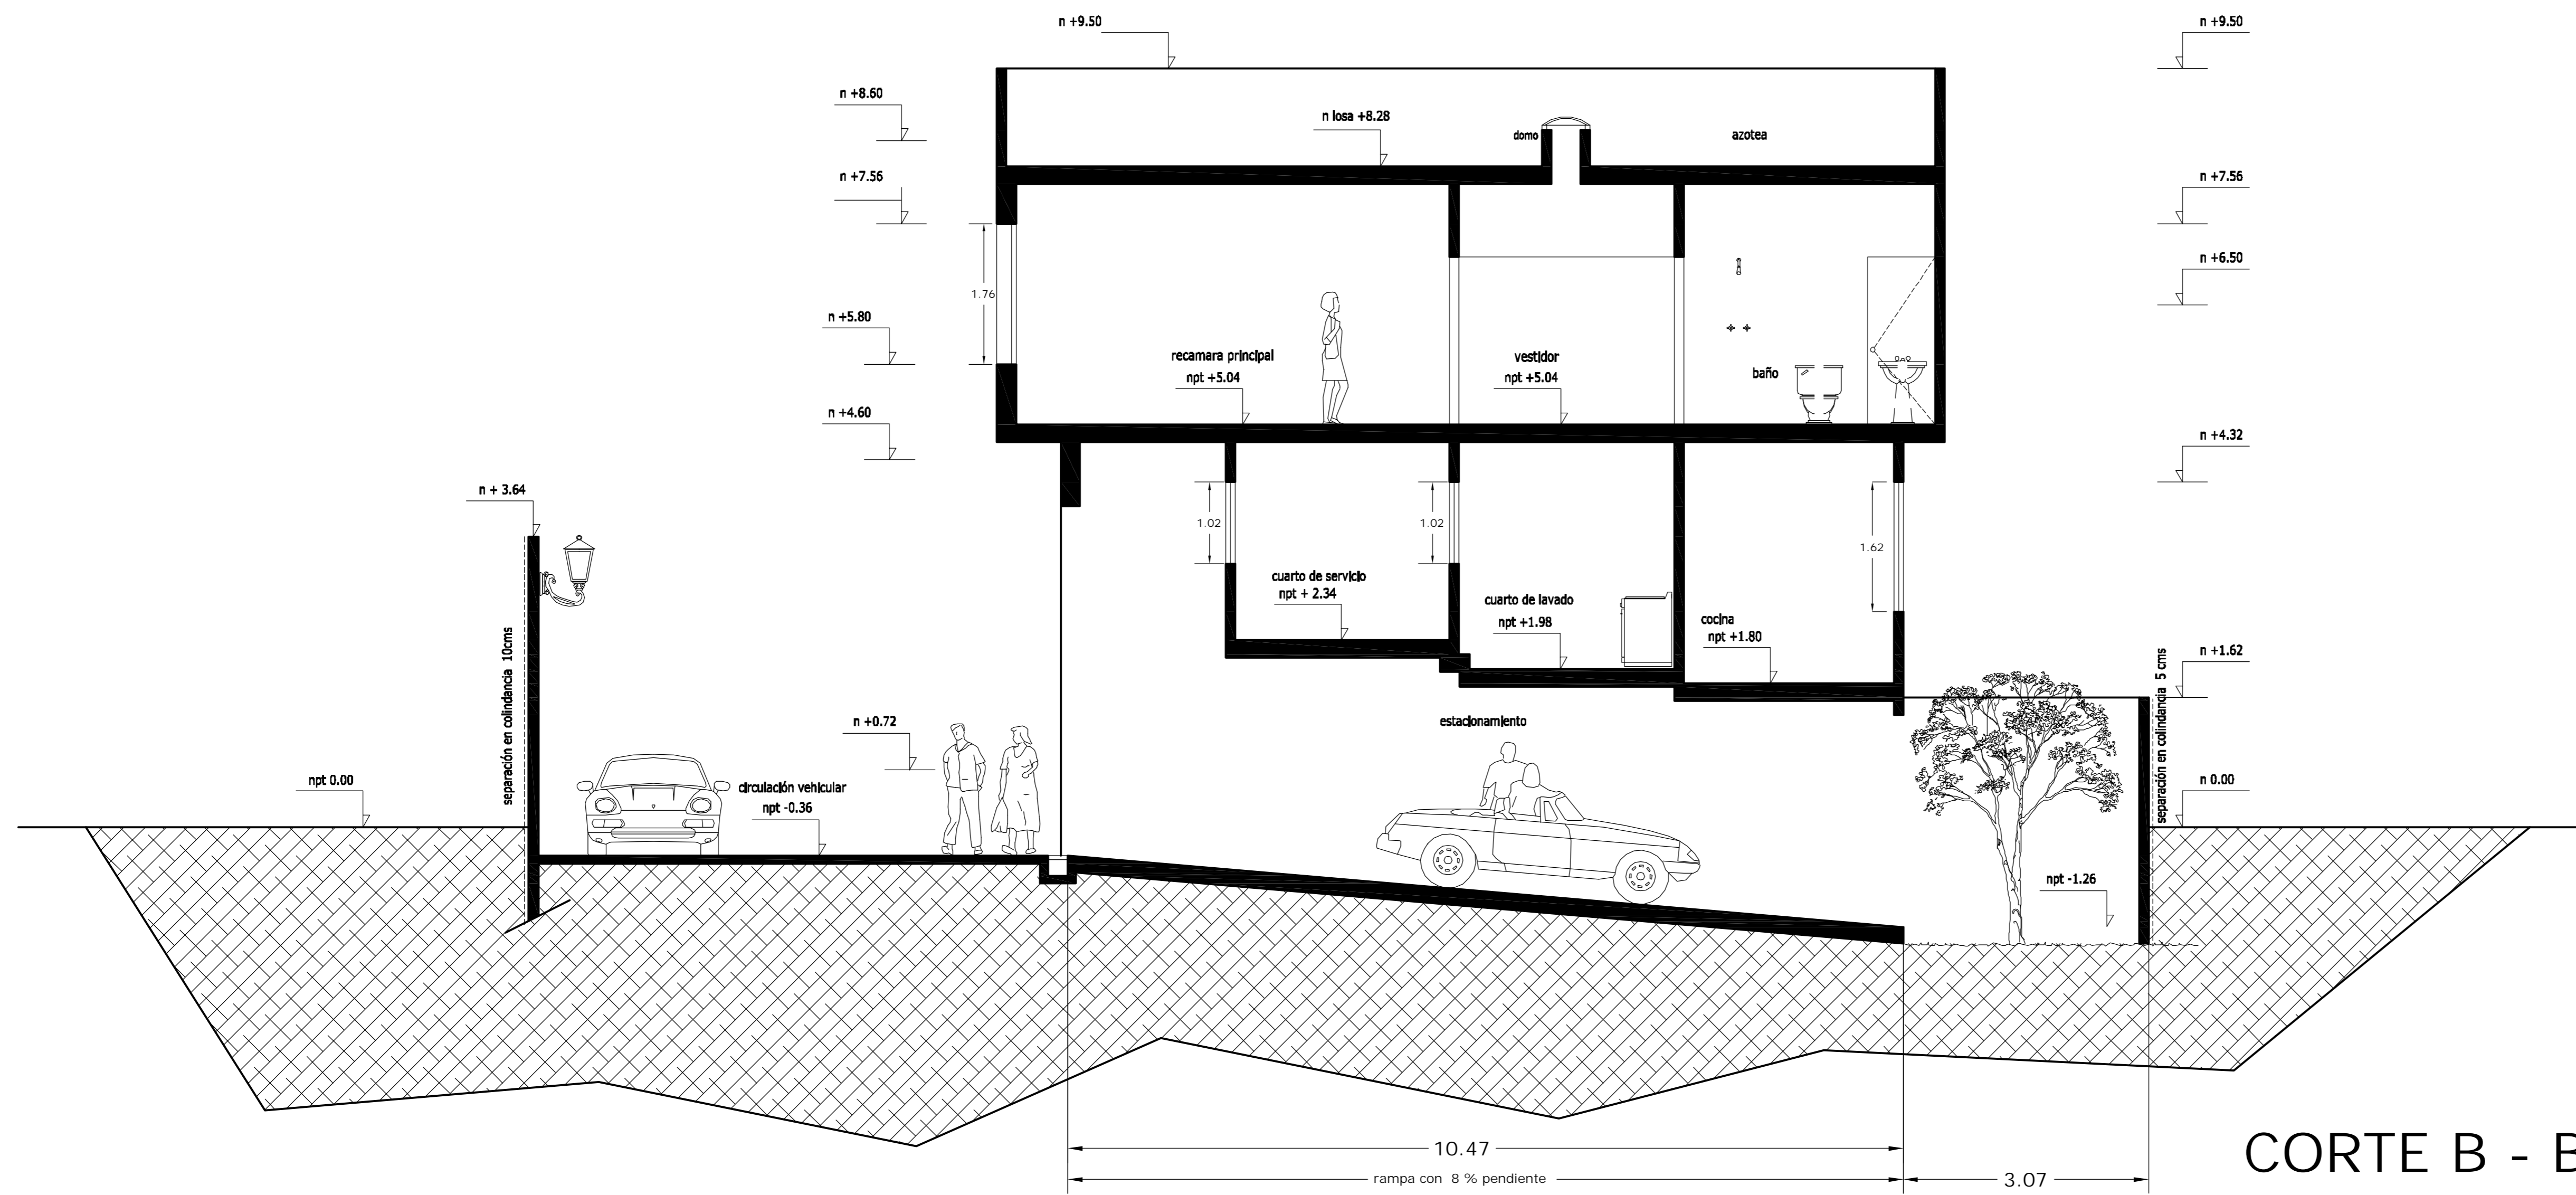 n +9.50
n +9.50
n +8.60
n losa +8.28
domo
azotea
n +7.56
n +7.56
n +6.50
1.76
n +5.80
recamara principal
npt +5.04
vestidor
npt +5.04
baño
n +4.60
n +4.32
n + 3.64
1.02
1.02
1.62
cuarto de servicio
npt + 2.34
cuarto de lavado
npt +1.98
cocina
npt +1.80
n +1.62
separación en colindancia 10cms
separación en colindancia 5 cms
n +0.72
estacionamiento
npt 0.00
n 0.00
circulación vehicular
npt -0.36
npt -1.26
10.47
rampa con 8 % pendiente
3.07
CORTE B - B